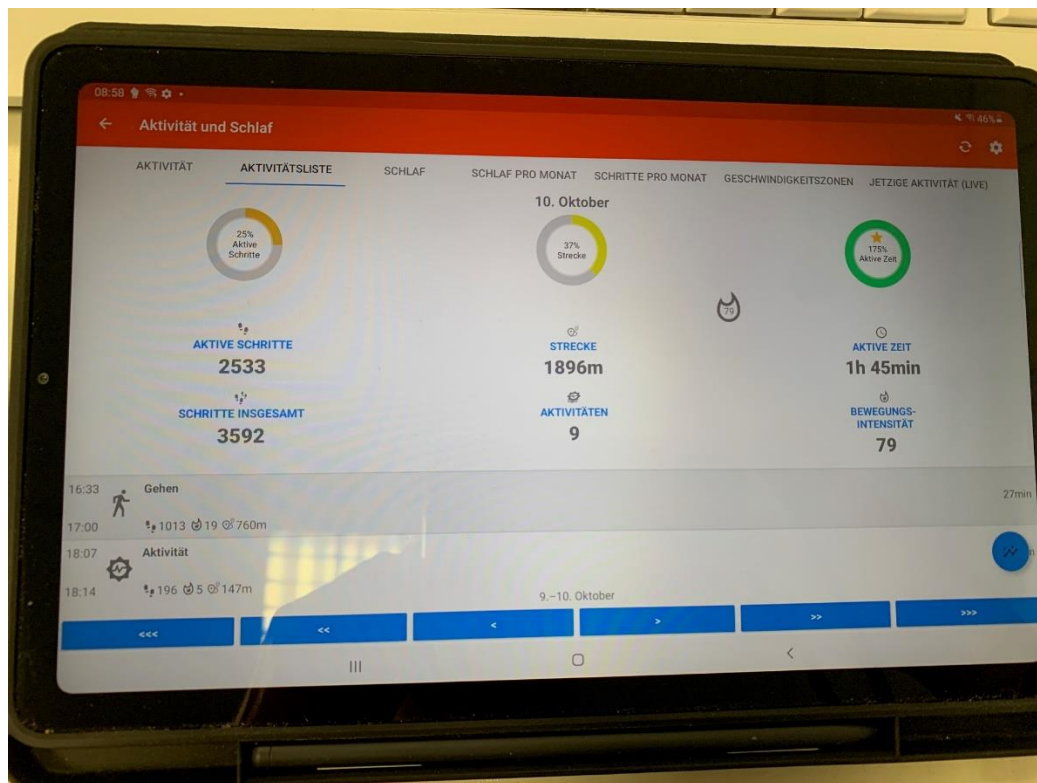 08:58
46%
Aktivität und Schlaf
AKTIVITÄT
AKTIVITÄTSLISTE
SCHLAF
SCHLAF PRO MONAT
SCHRITTE PRO MONAT
GESCHWINDIGKEITSZONEN
JETZIGE AKTIVITÄT (LIVE)
10. Oktober
25%
Aktive
Schritte
37%
Strecke
175%
Aktive Zeit
79
AKTIVE SCHRITTE
2533
STRECKE
1896m
AKTIVE ZEIT
1h 45min
SCHRITTE INSGESAMT
3592
AKTIVITÄTEN
9
BEWEGUNGS-
INTENSITÄT
79
16:33
Gehen
27min
17:00
1013 19 760m
18:07
Aktivität
18:14
196 5 147m
9.–10. Oktober
<<<
<<
<
>
>>
>>>